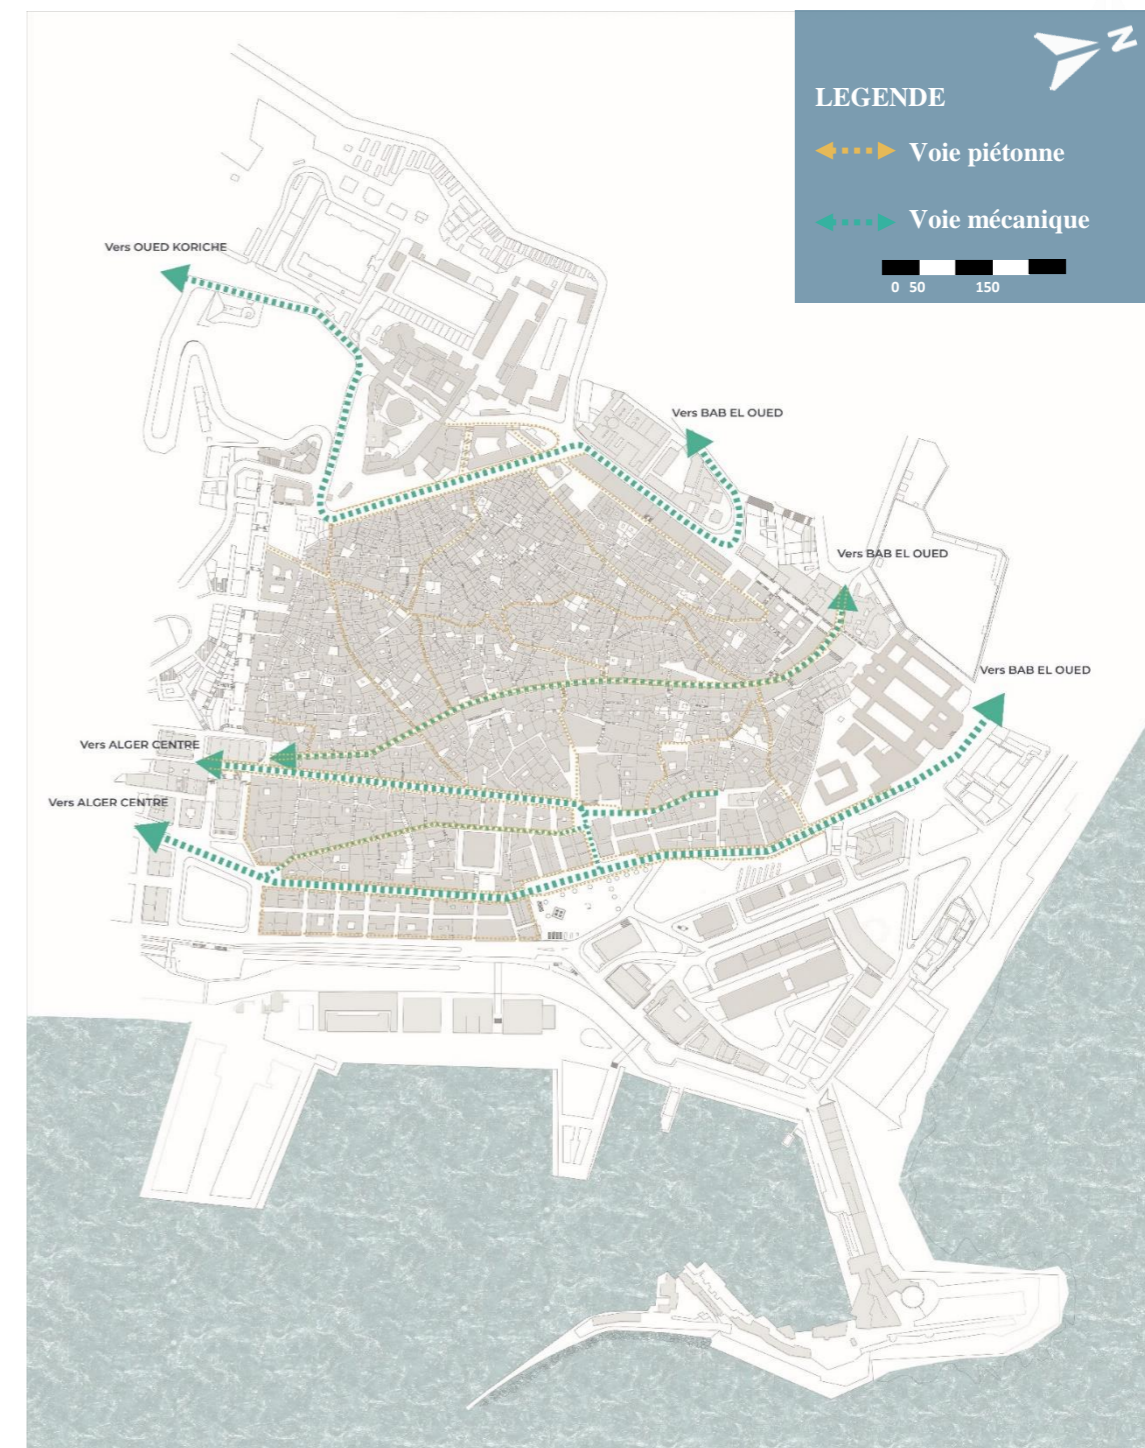 N
LEGENDE
Voie piétonne
Voie mécanique
0 50 150
Vers OUED KORICHE
Vers BAB EL OUED
Vers BAB EL OUED
Vers BAB EL OUED
Vers ALGER CENTRE
Vers ALGER CENTRE